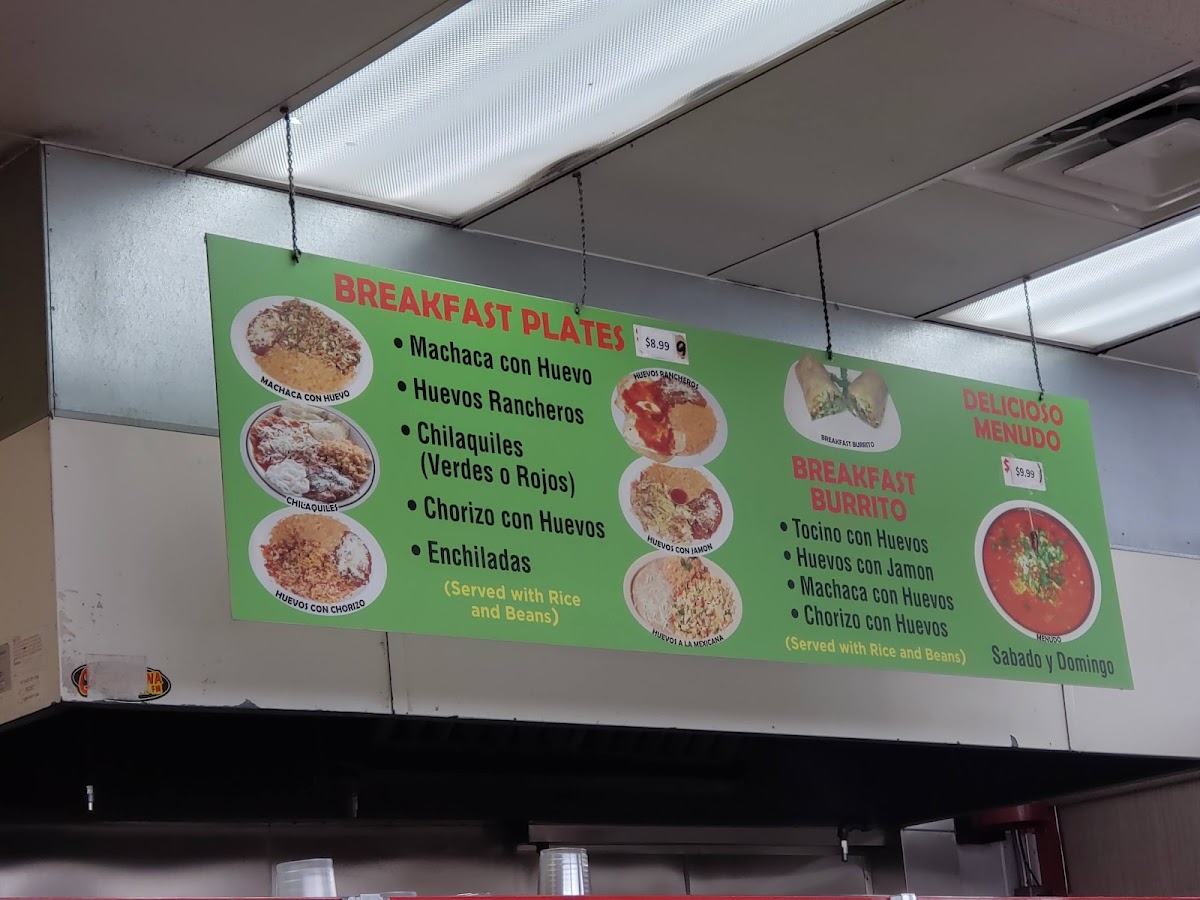 BREAKFAST PLATES
$8.99
MACHACA CON HUEVO
CHILAQUILES
HUEVOS CON CHORIZO
• Machaca con Huevo
• Huevos Rancheros
• Chilaquiles
(Verdes o Rojos)
• Chorizo con Huevos
• Enchiladas
(Served with Rice
and Beans)
HUEVOS RANCHEROS
HUEVOS CON JAMON
HUEVOS A LA MEXICANA
BREAKFAST BURRITO
BREAKFAST
BURRITO
• Tocino con Huevos
• Huevos con Jamon
• Machaca con Huevos
• Chorizo con Huevos
(Served with Rice and Beans)
DELICIOSO
MENUDO
$9.99
MENUDO
Sabado y Domingo